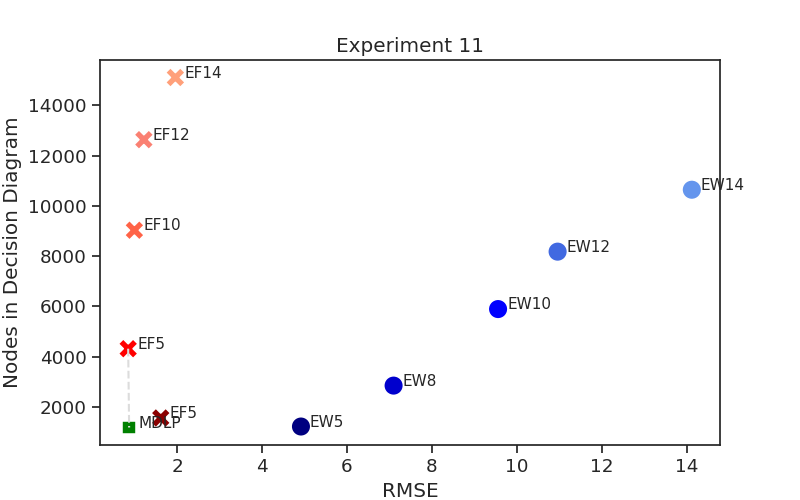 Experiment 11
Nodes in Decision Diagram
14000
12000
10000
8000
6000
4000
2000
EF14
EF12
EF10
EF5
EF5
MDLP
EW5
EW8
EW10
EW12
EW14
2
4
6
8
10
12
14
RMSE